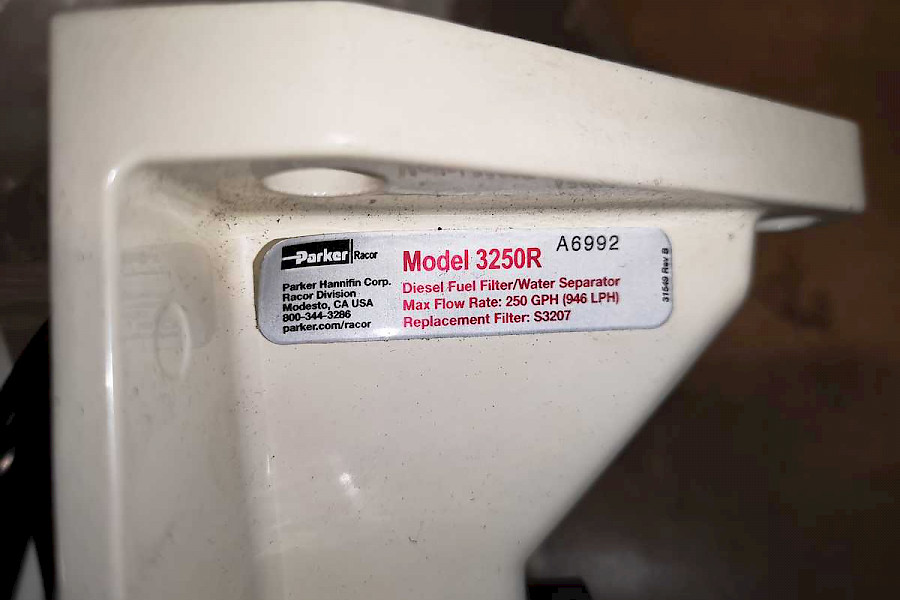 Parker Racor
Parker Hannifin Corp.
Racor Division
Modesto, CA USA
800-344-3286
parker.com/racor
Model 3250R
A6992
Diesel Fuel Filter/Water Separator
Max Flow Rate: 250 GPH (946 LPH)
Replacement Filter: S3207
31549 Rev B